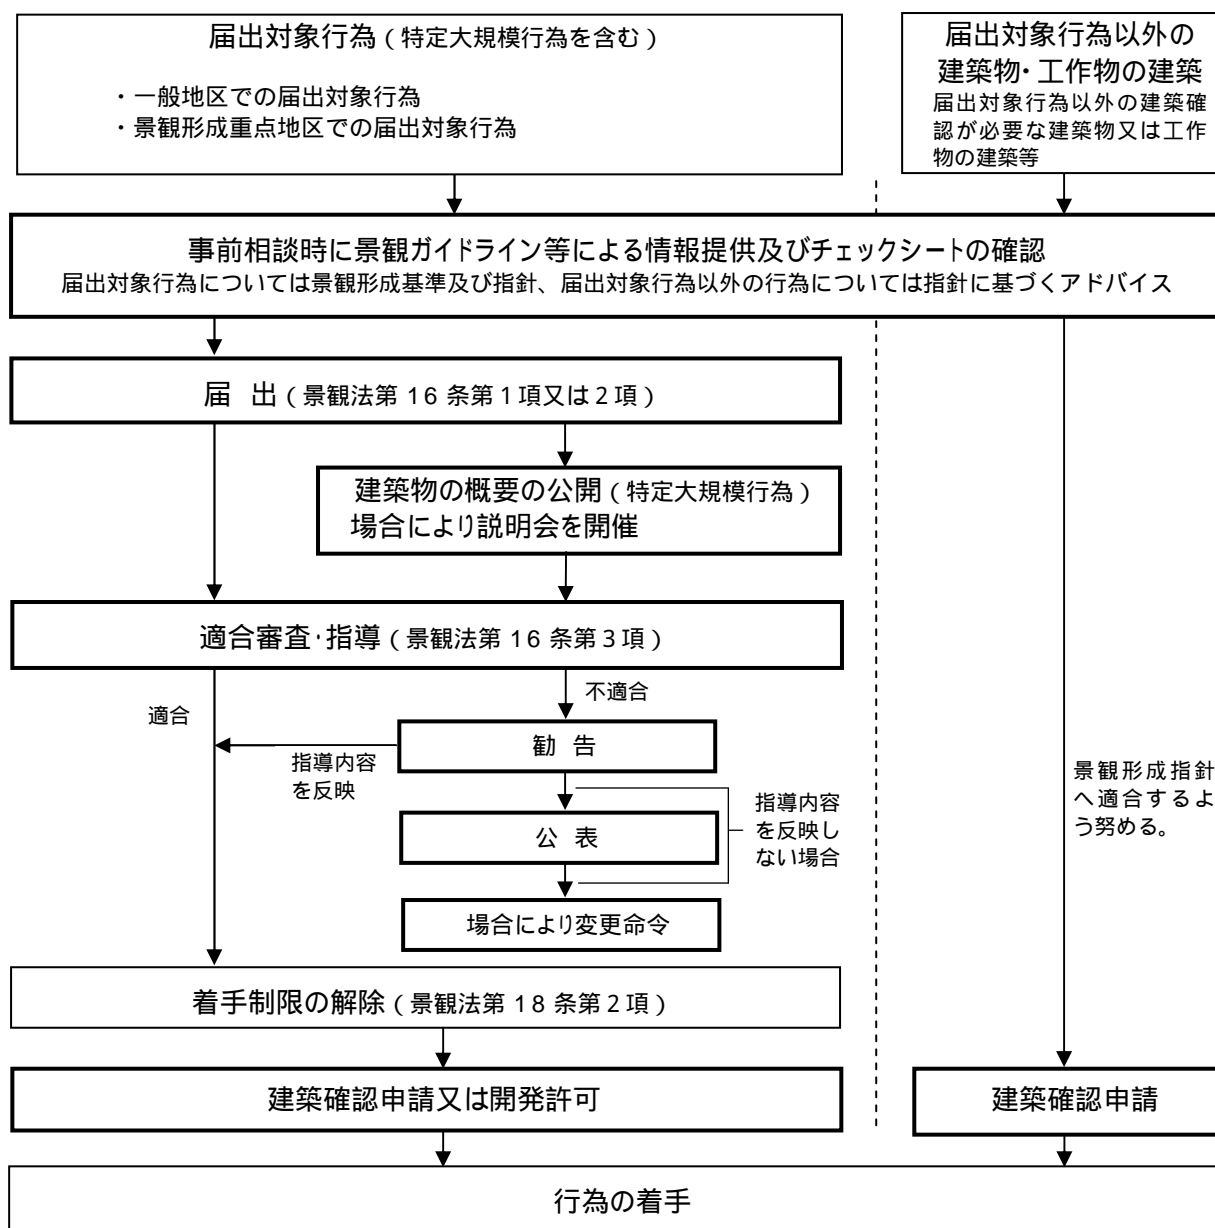 届出対象行為（特定大規模行為を含む）
・一般地区での届出対象行為
・景観形成重点地区での届出対象行為
届出対象行為以外の
建築物・工作物の建築
届出対象行為以外の建築確
認が必要な建築物又は工作
物の建築等
事前相談時に景観ガイドライン等による情報提供及びチェックシートの確認
届出対象行為については景観形成基準及び指針、届出対象行為以外の行為については指針に基づくアドバイス
届 出（景観法第 16 条第１項又は２項）
建築物の概要の公開（特定大規模行為）
場合により説明会を開催
適合審査・指導（景観法第 16 条第３項）
適合
不適合
勧 告
指導内容
を反映
公 表
指導内容
を反映し
ない場合
場合により変更命令
景観形成指針
へ適合するよ
う努める。
着手制限の解除（景観法第 18 条第２項）
建築確認申請又は開発許可
建築確認申請
行為の着手